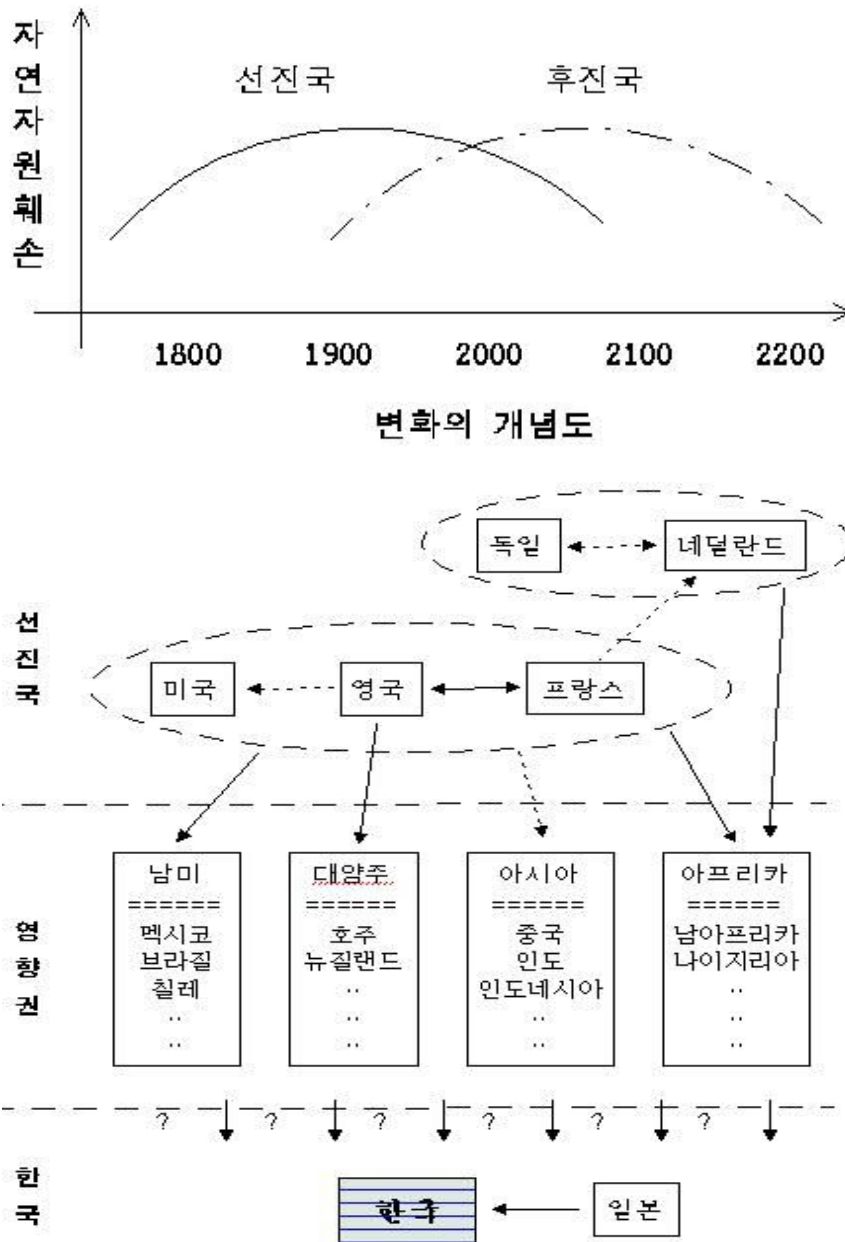 자연자원훼손
선진국 후진국
1800 1900 2000 2100 2200
변화의 개념도
독일 네덜란드
선진국
미국 영국 프랑스
남미 대양주 아시아 아프리카
====== ====== ====== ======
멕시코 호주 중국 남아프리카
브라질 뉴질랜드 인도 나이지리아
칠레 .. 인도네시아 ..
.. .. .. ..
.. .. .. ..
영향권
? ? ? ? ? ?
한국
한국 일본